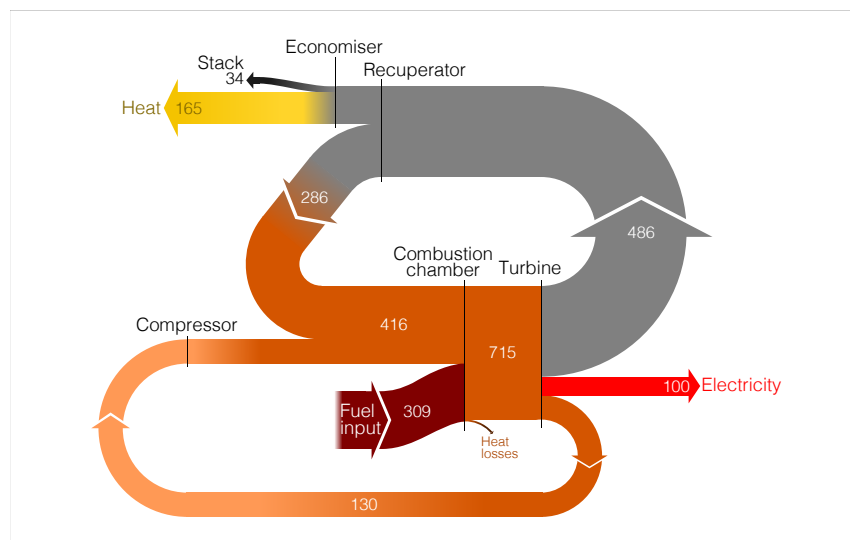 Economiser
Stack
34
Recuperator
Heat
165
286
486
Combustion
chamber
Turbine
Compressor
416
715
100
Electricity
Fuel
input
309
Heat
losses
130